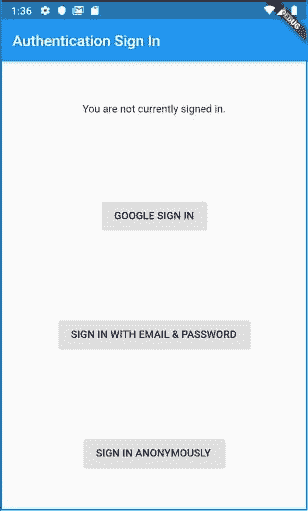 1:36
DEBUG
Authentication Sign In
You are not currently signed in.
GOOGLE SIGN IN
SIGN IN WITH EMAIL & PASSWORD
SIGN IN ANONYMOUSLY